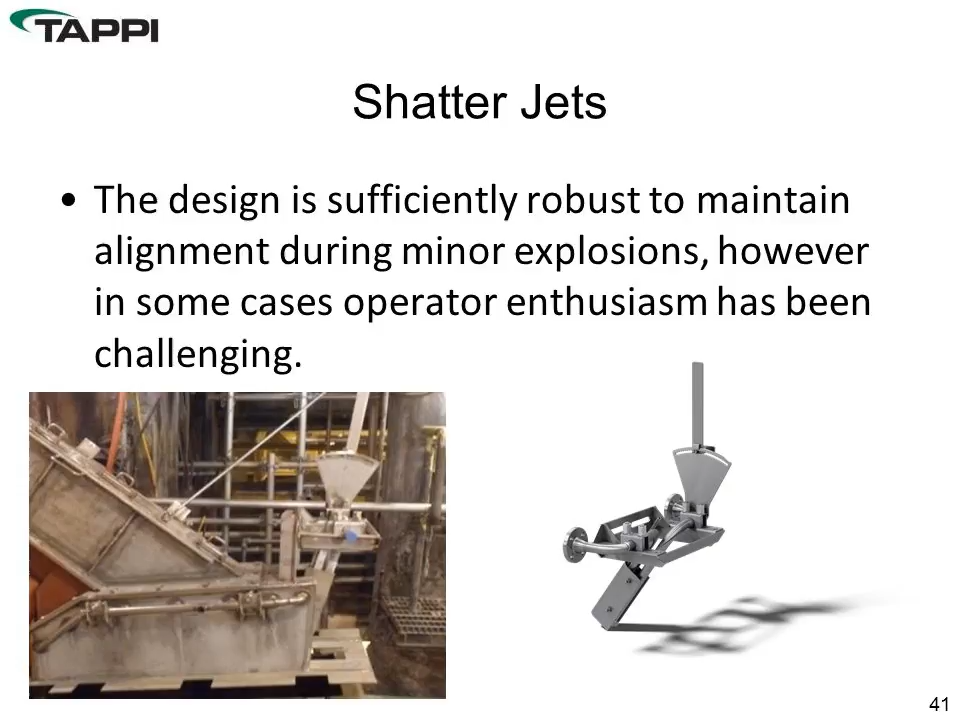 TAPPI
Shatter Jets
• The design is sufficiently robust to maintain
alignment during minor explosions, however
in some cases operator enthusiasm has been
challenging.
41